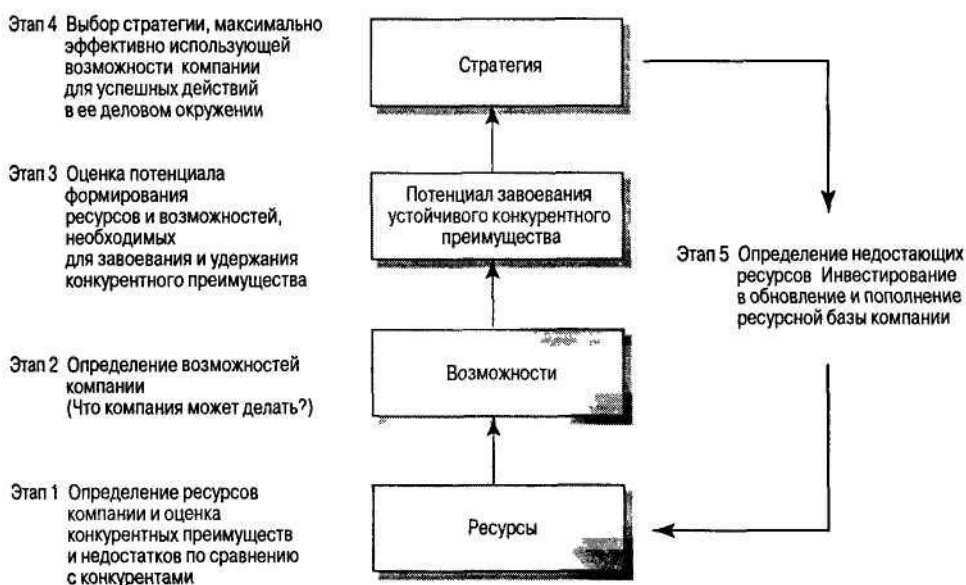 Этап 4 Выбор стратегии, максимально
эффективно использующей
возможности компании
для успешных действий
в ее деловом окружении
Стратегия
Этап 3 Оценка потенциала
формирования
ресурсов и возможностей,
необходимых
для завоевания и удержания
конкурентного преимущества
Потенциал завоевания
устойчивого конкурентного
преимущества
Этап 5 Определение недостающих
ресурсов Инвестирование
в обновление и пополнение
ресурсной базы компании
Этап 2 Определение возможностей
компании
(Что компания может делать?)
Возможности
Этап 1 Определение ресурсов
компании и оценка
конкурентных преимуществ
и недостатков по сравнению
с конкурентами
Ресурсы